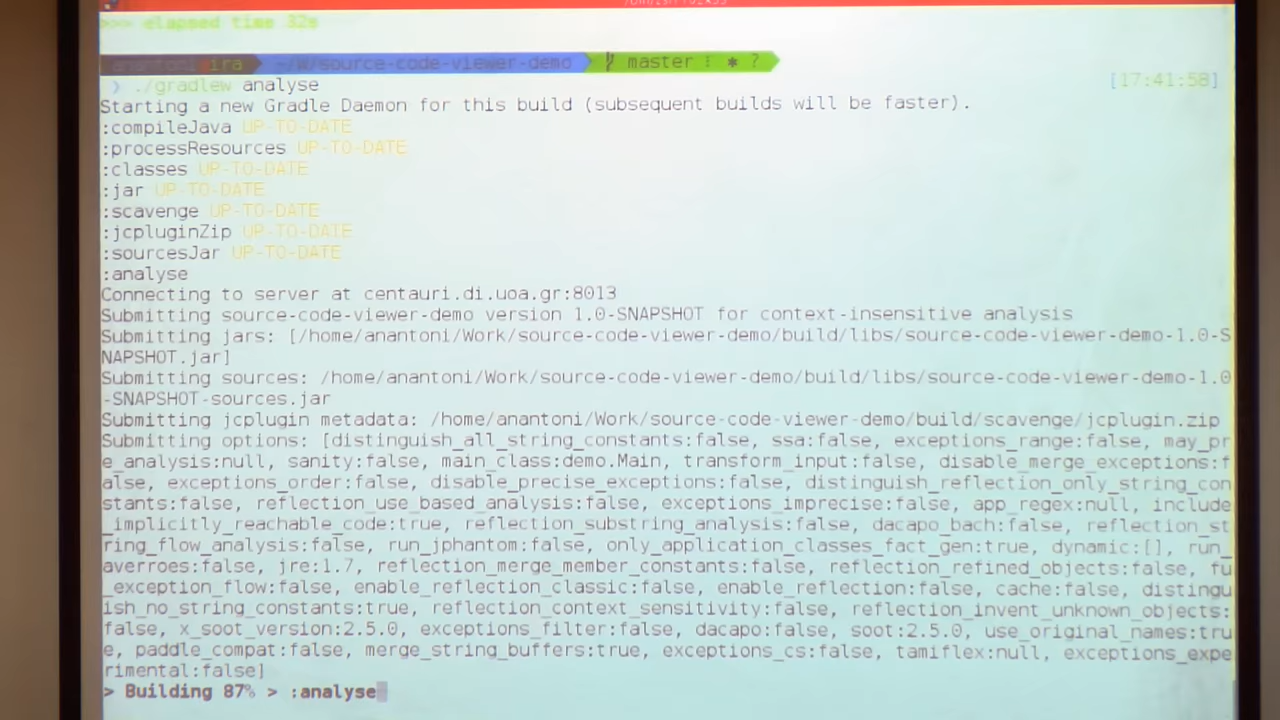 >>> elapsed time 32s
anantoni ira ~/W/source-code-viewer-demo master ⁝ ✱ ?
❯ ./gradlew analyse [17:41:58]
Starting a new Gradle Daemon for this build (subsequent builds will be faster).
:compileJava UP-TO-DATE
:processResources UP-TO-DATE
:classes UP-TO-DATE
:jar UP-TO-DATE
:scavenge UP-TO-DATE
:jcpluginZip UP-TO-DATE
:sourcesJar UP-TO-DATE
:analyse
Connecting to server at centauri.di.uoa.gr:8013
Submitting source-code-viewer-demo version 1.0-SNAPSHOT for context-insensitive analysis
Submitting jars: [/home/anantoni/Work/source-code-viewer-demo/build/libs/source-code-viewer-demo-1.0-S
NAPSHOT.jar]
Submitting sources: /home/anantoni/Work/source-code-viewer-demo/build/libs/source-code-viewer-demo-1.0
-SNAPSHOT-sources.jar
Submitting jcplugin metadata: /home/anantoni/Work/source-code-viewer-demo/build/scavenge/jcplugin.zip
Submitting options: [distinguish_all_string_constants:false, ssa:false, exceptions_range:false, may_pr
e_analysis:null, sanity:false, main_class:demo.Main, transform_input:false, disable_merge_exceptions:f
alse, exceptions_order:false, disable_precise_exceptions:false, distinguish_reflection_only_string_con
stants:false, reflection_use_based_analysis:false, exceptions_imprecise:false, app_regex:null, include
_implicitly_reachable_code:true, reflection_substring_analysis:false, dacapo_bach:false, reflection_st
ring_flow_analysis:false, run_jphantom:false, only_application_classes_fact_gen:true, dynamic:[], run_
averroes:false, jre:1.7, reflection_merge_member_constants:false, reflection_refined_objects:false, fu
_exception_flow:false, enable_reflection_classic:false, enable_reflection:false, cache:false, distingu
ish_no_string_constants:true, reflection_context_sensitivity:false, reflection_invent_unknown_objects:
false, x_soot_version:2.5.0, exceptions_filter:false, dacapo:false, soot:2.5.0, use_original_names:tru
e, paddle_compat:false, merge_string_buffers:true, exceptions_cs:false, tamiflex:null, exceptions_expe
rimental:false]
> Building 87% > :analyse